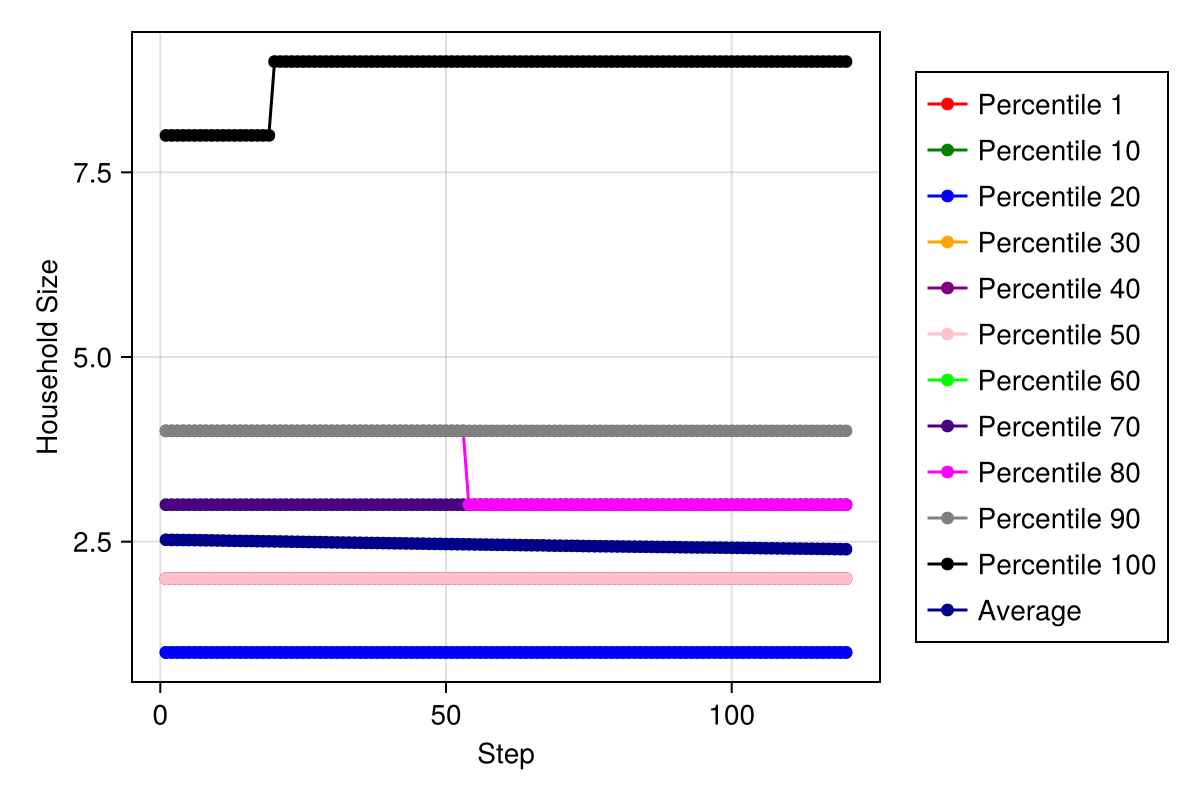 7.5
5.0
2.5
Household Size
0
50
100
Step
Percentile 1
Percentile 10
Percentile 20
Percentile 30
Percentile 40
Percentile 50
Percentile 60
Percentile 70
Percentile 80
Percentile 90
Percentile 100
Average